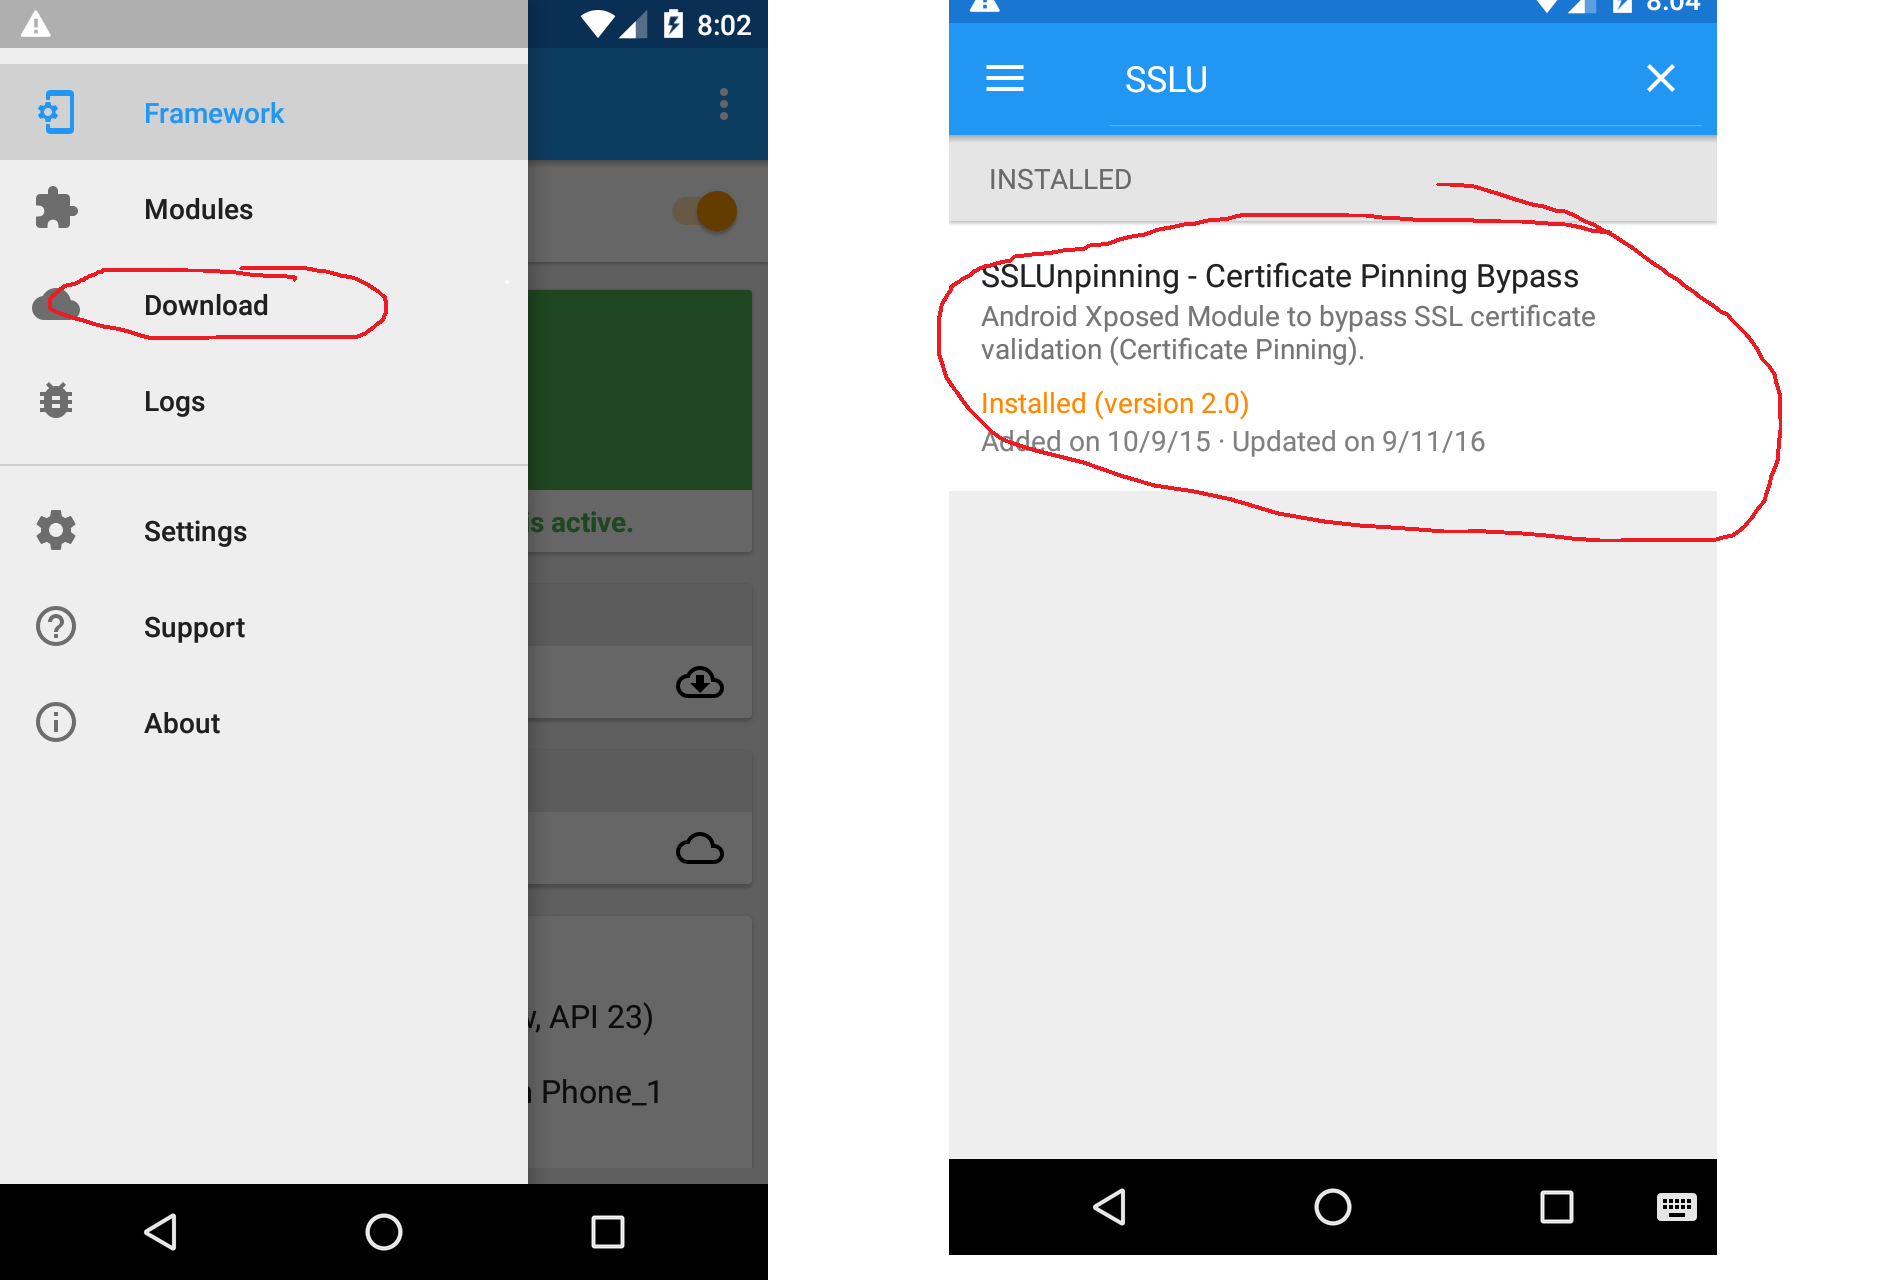 8:02
Framework
Modules
Download
Logs
Settings
Support
About
s active.
, API 23)
Phone_1
8:04
SSLU
INSTALLED
SSLUnpinning - Certificate Pinning Bypass
Android Xposed Module to bypass SSL certificate
validation (Certificate Pinning).
Installed (version 2.0)
Added on 10/9/15 · Updated on 9/11/16